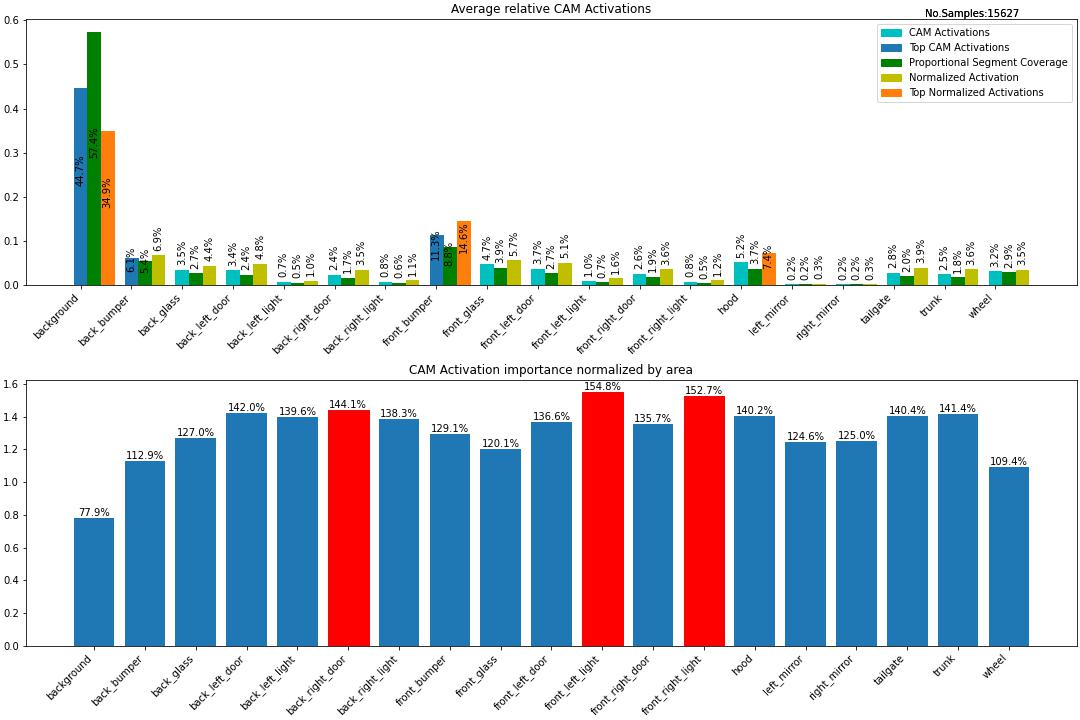 Average relative CAM Activations
No.Samples:15627
CAM Activations
Top CAM Activations
Proportional Segment Coverage
Normalized Activation
Top Normalized Activations
0.6
0.5
0.4
0.3
0.2
0.1
0.0
44.7% 57.4% 34.9%
6.1% 5.4% 6.9%
3.5% 2.7% 4.4%
3.4% 2.4% 4.8%
0.7% 0.5% 1.0%
2.4% 1.7% 3.5%
0.8% 0.6% 1.1%
11.3% 8.8% 14.6%
4.7% 3.9% 5.7%
3.7% 2.7% 5.1%
1.0% 0.7% 1.6%
2.6% 1.9% 3.6%
0.8% 0.5% 1.2%
5.2% 3.7% 7.4%
0.2% 0.2% 0.3%
0.2% 0.2% 0.3%
2.8% 2.0% 3.9%
2.5% 1.8% 3.6%
3.2% 2.9% 3.5%
background
back_bumper
back_glass
back_left_door
back_left_light
back_right_door
back_right_light
front_bumper
front_glass
front_left_door
front_left_light
front_right_door
front_right_light
hood
left_mirror
right_mirror
tailgate
trunk
wheel
CAM Activation importance normalized by area
1.6
1.4
1.2
1.0
0.8
0.6
0.4
0.2
0.0
77.9%
112.9%
127.0%
142.0%
139.6%
144.1%
138.3%
129.1%
120.1%
136.6%
154.8%
135.7%
152.7%
140.2%
124.6%
125.0%
140.4%
141.4%
109.4%
background
back_bumper
back_glass
back_left_door
back_left_light
back_right_door
back_right_light
front_bumper
front_glass
front_left_door
front_left_light
front_right_door
front_right_light
hood
left_mirror
right_mirror
tailgate
trunk
wheel